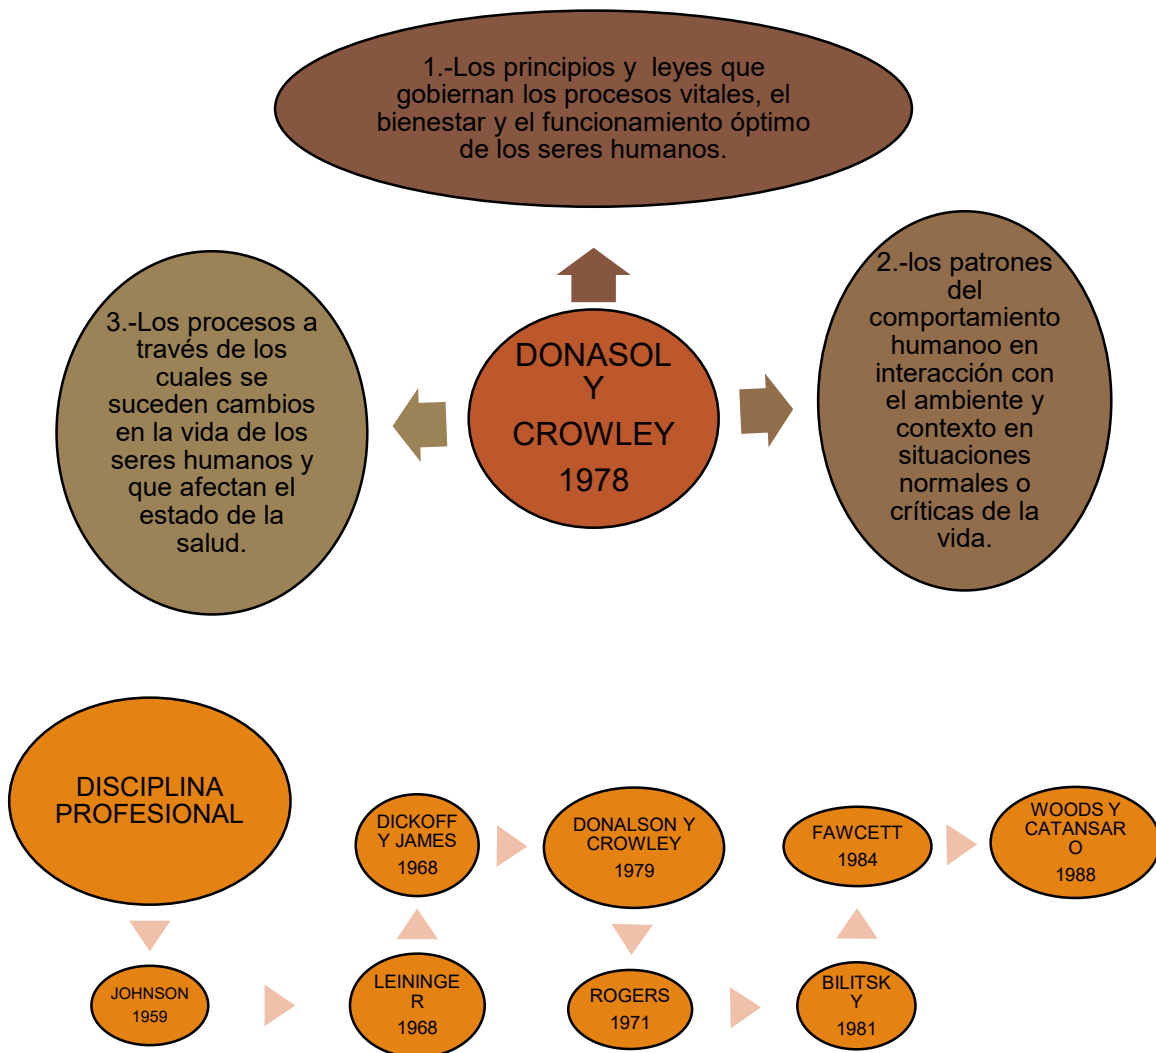 1.-Los principios y leyes que
gobiernan los procesos vitales, el
bienestar y el funcionamiento óptimo
de los seres humanos.
2.-los patrones
del
comportamiento
humanoo en
interacción con
el ambiente y
contexto en
situaciones
normales o
críticas de la
vida.
3.-Los procesos a
través de los
cuales se
suceden cambios
en la vida de los
seres humanos y
que afectan el
estado de la
salud.
DONASOL
Y
CROWLEY
1978
DISCIPLINA
PROFESIONAL
JOHNSON
1959
LEININGE
R
1968
DICKOFF
Y JAMES
1968
DONALSON Y
CROWLEY
1979
ROGERS
1971
BILITSK
Y
1981
FAWCETT
1984
WOODS Y
CATANSAR
O
1988